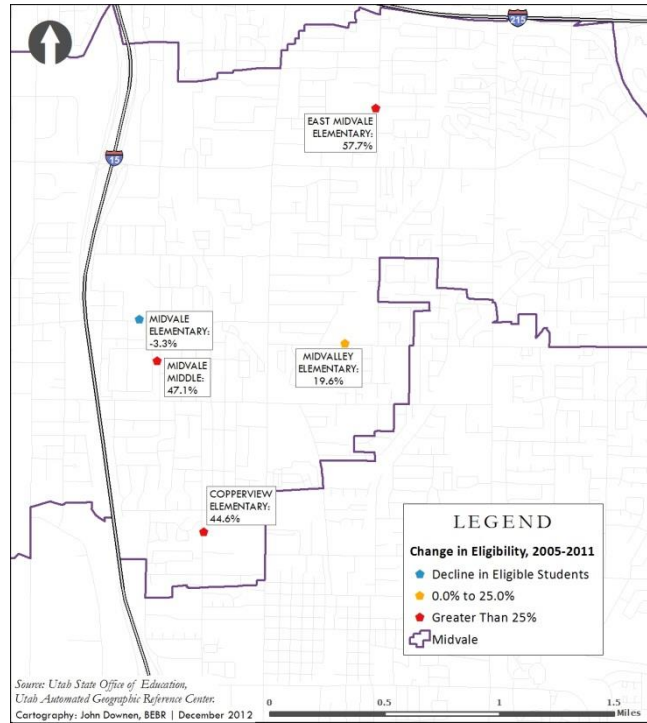 215
EAST MIDVALE
ELEMENTARY:
57.7%
15
MIDVALE
ELEMENTARY:
-3.3%
MIDVALE
MIDDLE:
47.1%
MIDVALLEY
ELEMENTARY:
19.6%
COPPERVIEW
ELEMENTARY:
44.6%
LEGEND
Change in Eligibility, 2005-2011
Decline in Eligible Students
0.0% to 25.0%
Greater Than 25%
Midvale
Source: Utah State Office of Education,
Utah Automated Geographic Reference Center.
Cartography: John Downen, BEBR | December 2012
0 0.5 1 1.5
Miles